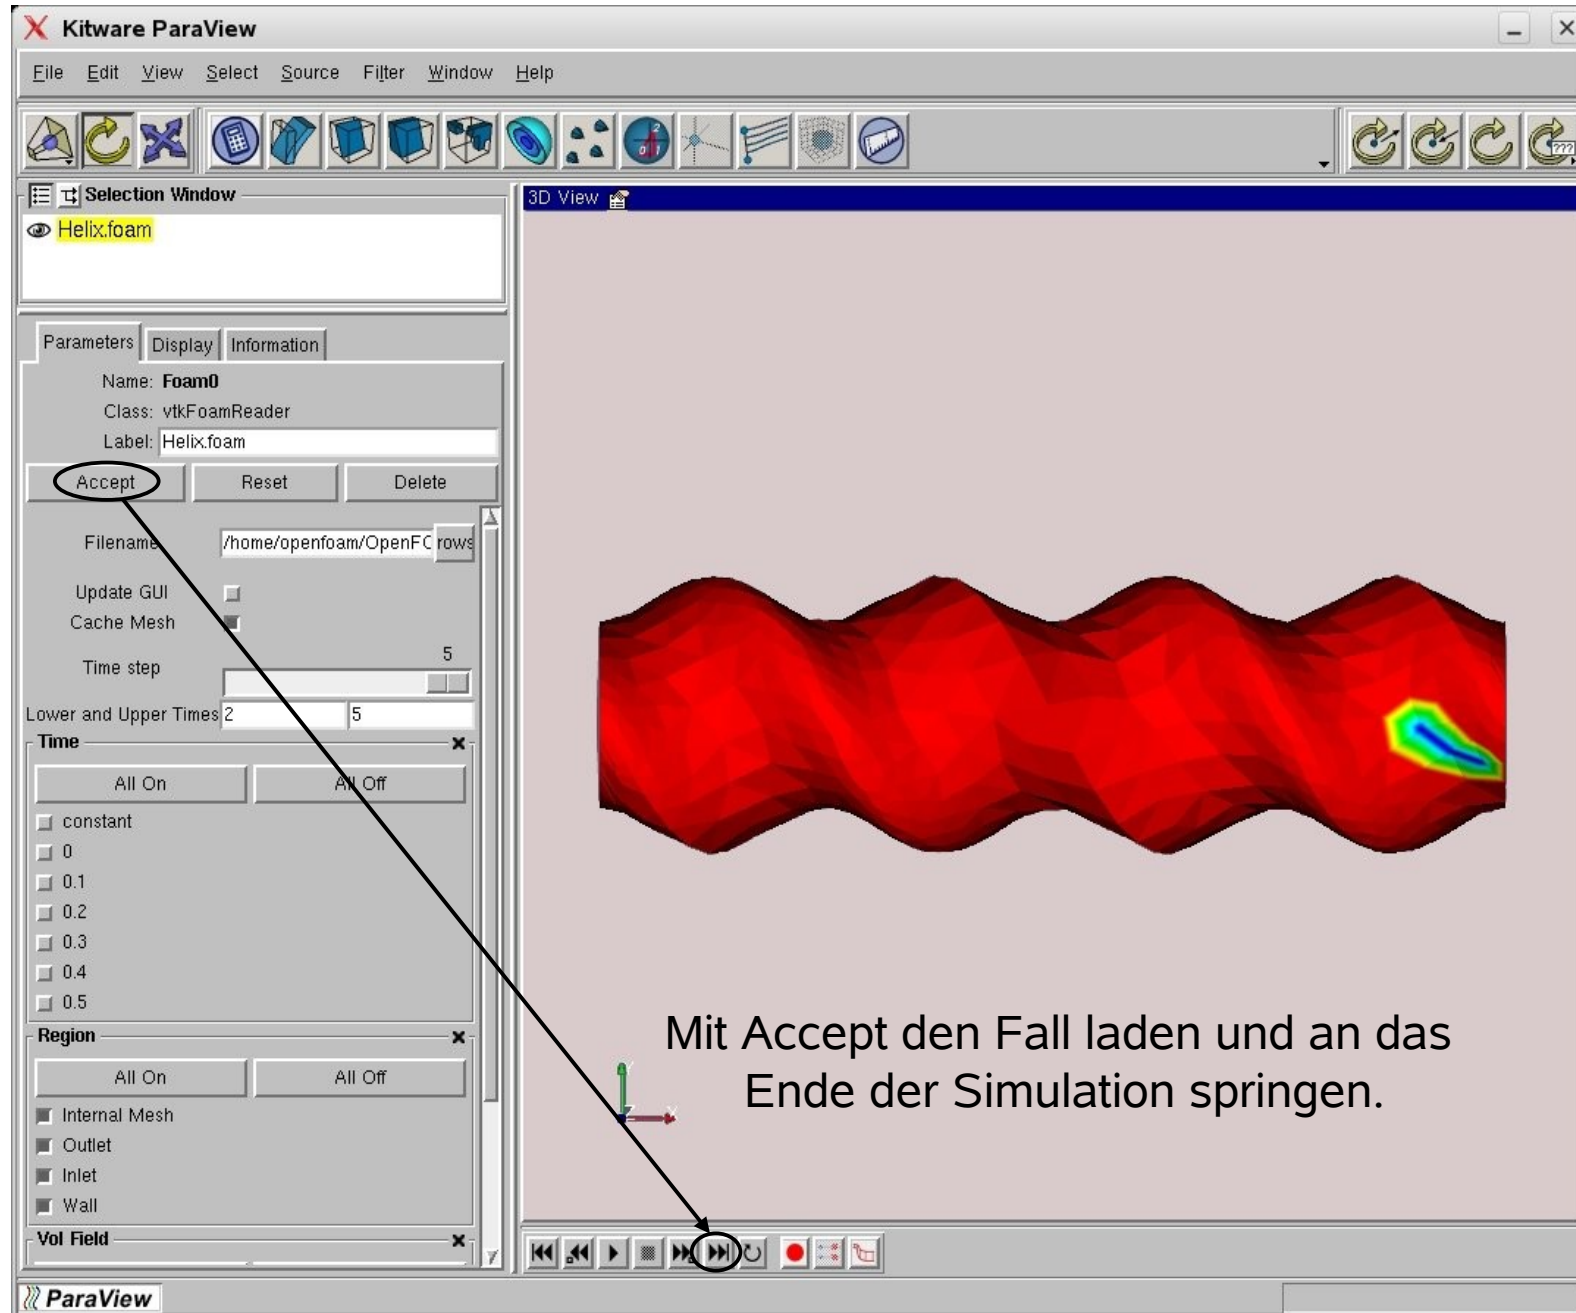 Kitware ParaView
File Edit View Select Source Filter Window Help
???
Selection Window
3D View
Helix.foam
Parameters Display Information
Name: Foam0
Class: vtkFoamReader
Label: Helix.foam
Accept Reset Delete
Filename /home/openfoam/OpenFC rows
Update GUI
Cache Mesh
5
Time step
Lower and Upper Times 2 5
Time
All On All Off
constant
0
0.1
0.2
0.3
0.4
0.5
Region
All On All Off
Internal Mesh
Outlet
Inlet
Wall
Vol Field
Mit Accept den Fall laden und an das
Ende der Simulation springen.
ParaView